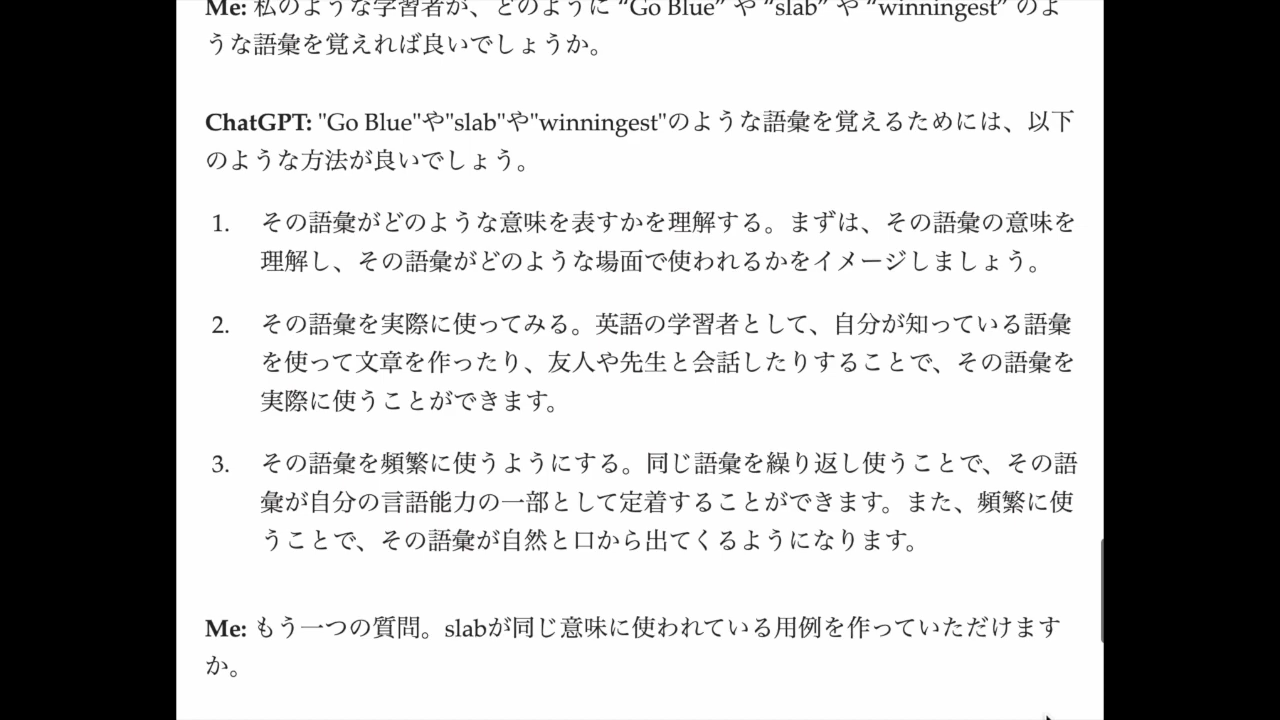 Me: 私のような学習者が、どのように “Go Blue” や “slab” や “winningest” のよ
うな語彙を覚えれば良いでしょうか。
ChatGPT: "Go Blue"や"slab"や"winningest"のような語彙を覚えるためには、以下
のような方法が良いでしょう。
1. その語彙がどのような意味を表すかを理解する。まずは、その語彙の意味を
理解し、その語彙がどのような場面で使われるかをイメージしましょう。
2. その語彙を実際に使ってみる。英語の学習者として、自分が知っている語彙
を使って文章を作ったり、友人や先生と会話したりすることで、その語彙を
実際に使うことができます。
3. その語彙を頻繁に使うようにする。同じ語彙を繰り返し使うことで、その語
彙が自分の言語能力の一部として定着することができます。また、頻繁に使
うことで、その語彙が自然と口から出てくるようになります。
Me: もう一つの質問。slabが同じ意味に使われている用例を作っていただけます
か。